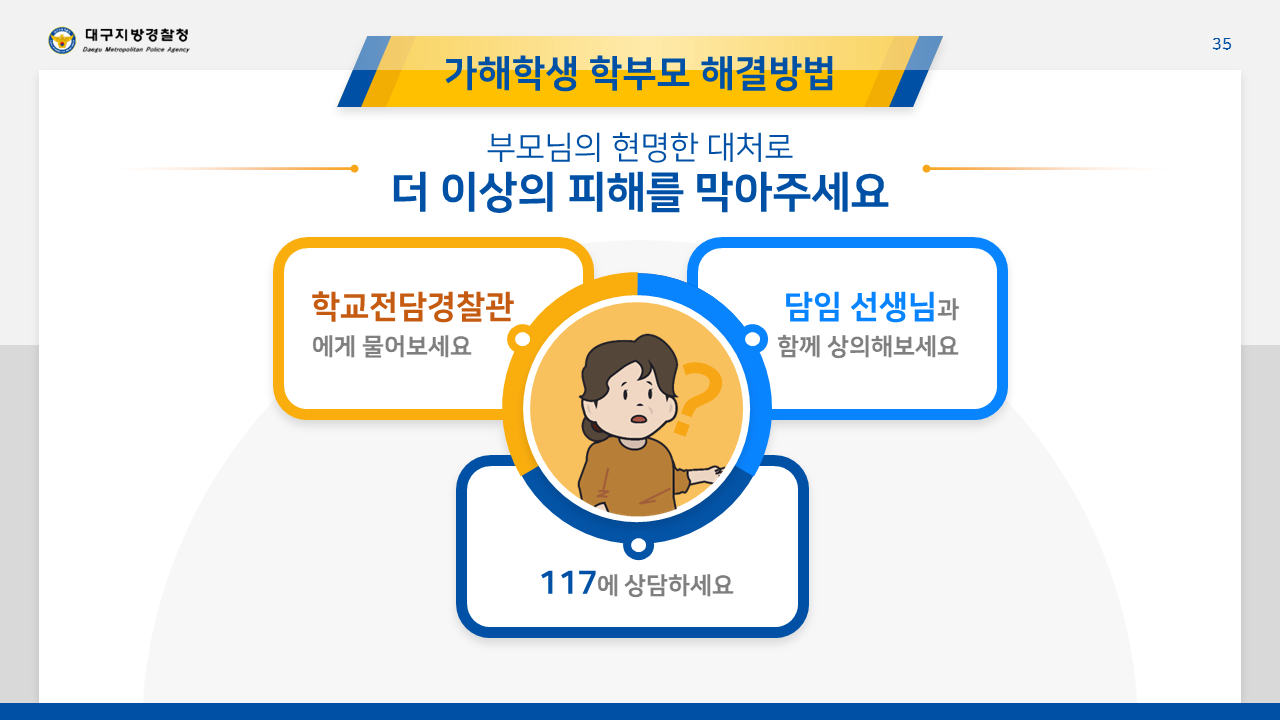 대구지방경찰청
Daegu Metropolitan Police Agency
35
가해학생 학부모 해결방법
부모님의 현명한 대처로
더 이상의 피해를 막아주세요
학교전담경찰관
에게 물어보세요
담임 선생님과
함께 상의해보세요
?
117에 상담하세요